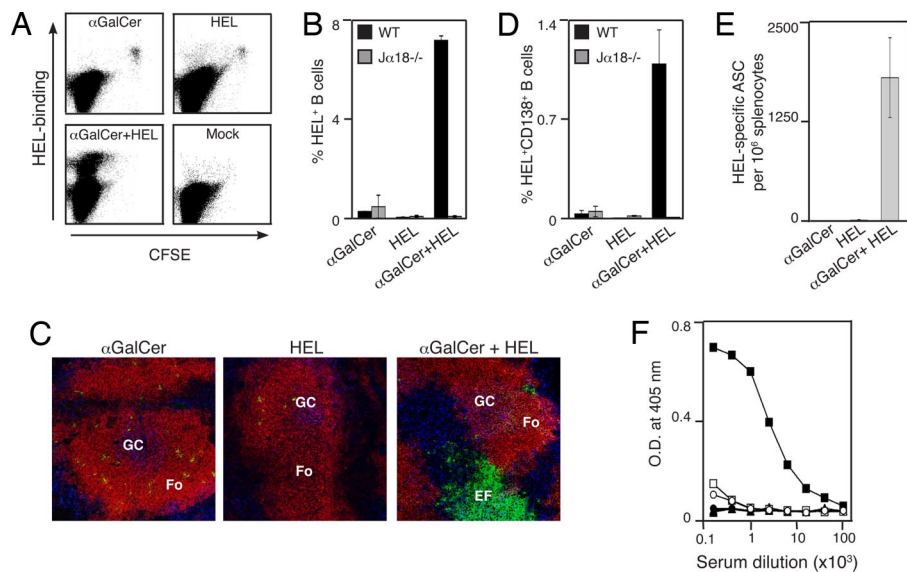 A
αGalCer
HEL
αGalCer+HEL
Mock
HEL-binding
CFSE
B
% HEL⁺ B cells
8
4
0
WT
Jα18-/-
αGalCer
HEL
αGalCer+HEL
D
% HEL⁺CD138⁺ B cells
1.4
0.7
0
WT
Jα18-/-
αGalCer
HEL
αGalCer+HEL
E
HEL-specific ASC
per 10⁶ splenocytes
2500
1250
0
αGalCer
HEL
αGalCer+ HEL
C
αGalCer
GC
Fo
HEL
GC
Fo
αGalCer + HEL
GC
Fo
EF
F
O.D. at 405 nm
0.8
0.4
0
0.1
1
10
100
Serum dilution (x10³)